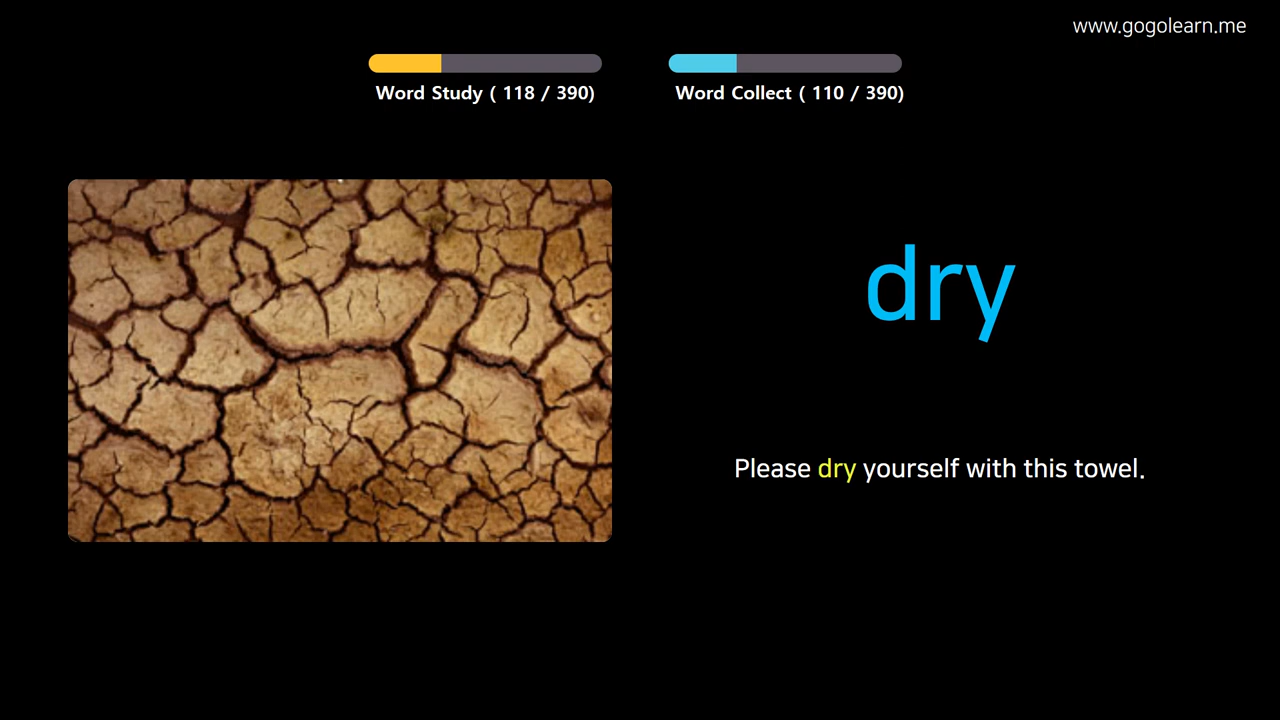 www.gogolearn.me
Word Study ( 118 / 390)
Word Collect ( 110 / 390)
dry
Please dry yourself with this towel.